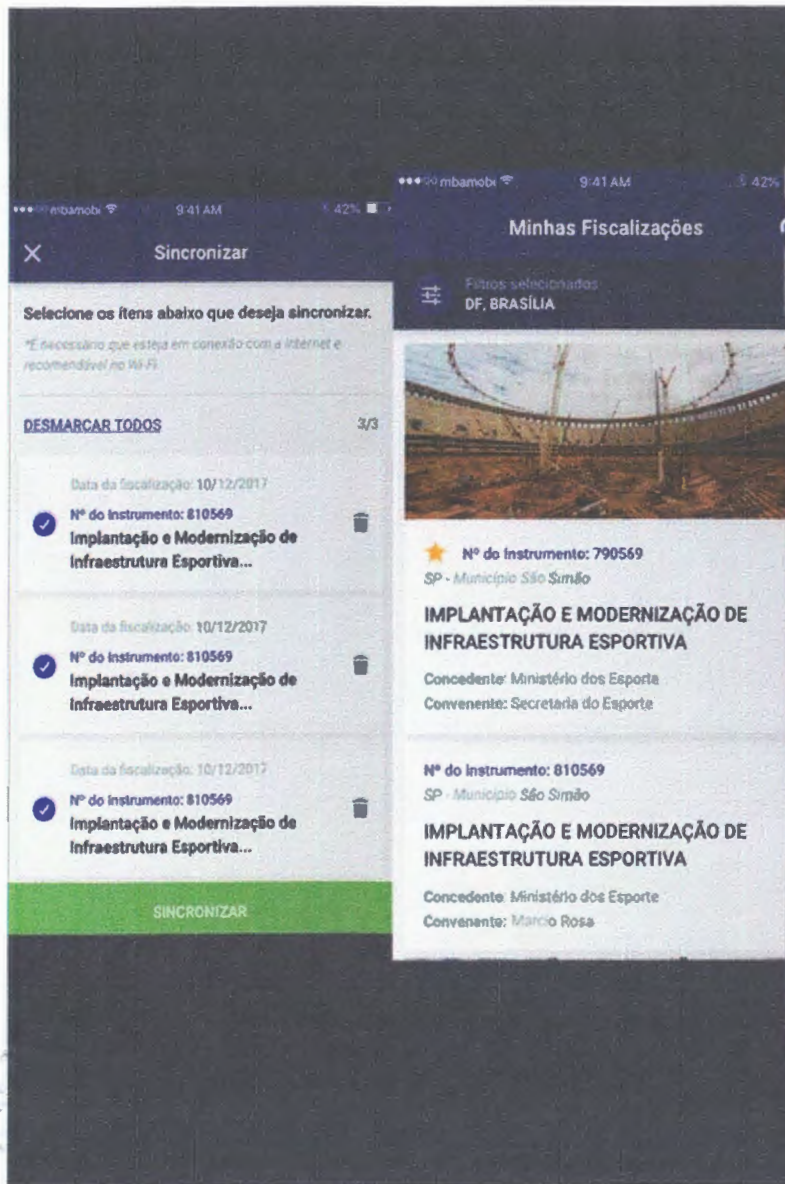 mbamobi 9:41 AM 42%
Sincronizar
Selecione os ítens abaixo que deseja sincronizar.
*É necessário que esteja em conexão com a internet e
recomendável no Wi-Fi.
DESMARCAR TODOS 3/3
Data da fiscalização: 10/12/2017
Nº do Instrumento: 810569
Implantação e Modernização de
Infraestrutura Esportiva...
Data da fiscalização: 10/12/2017
Nº do Instrumento: 810569
Implantação e Modernização de
Infraestrutura Esportiva...
Data da fiscalização: 10/12/2017
Nº do Instrumento: 810569
Implantação e Modernização de
Infraestrutura Esportiva...
SINCRONIZAR
mbamobi 9:41 AM 42%
Minhas Fiscalizações
Filtros selecionados
DF, BRASÍLIA
Nº do Instrumento: 790569
SP - Município São Simão
IMPLANTAÇÃO E MODERNIZAÇÃO DE
INFRAESTRUTURA ESPORTIVA
Concedente: Ministério dos Esporte
Convenente: Secretaria do Esporte
Nº do Instrumento: 810569
SP - Município São Simão
IMPLANTAÇÃO E MODERNIZAÇÃO DE
INFRAESTRUTURA ESPORTIVA
Concedente: Ministério dos Esporte
Convenente: Marcio Rosa